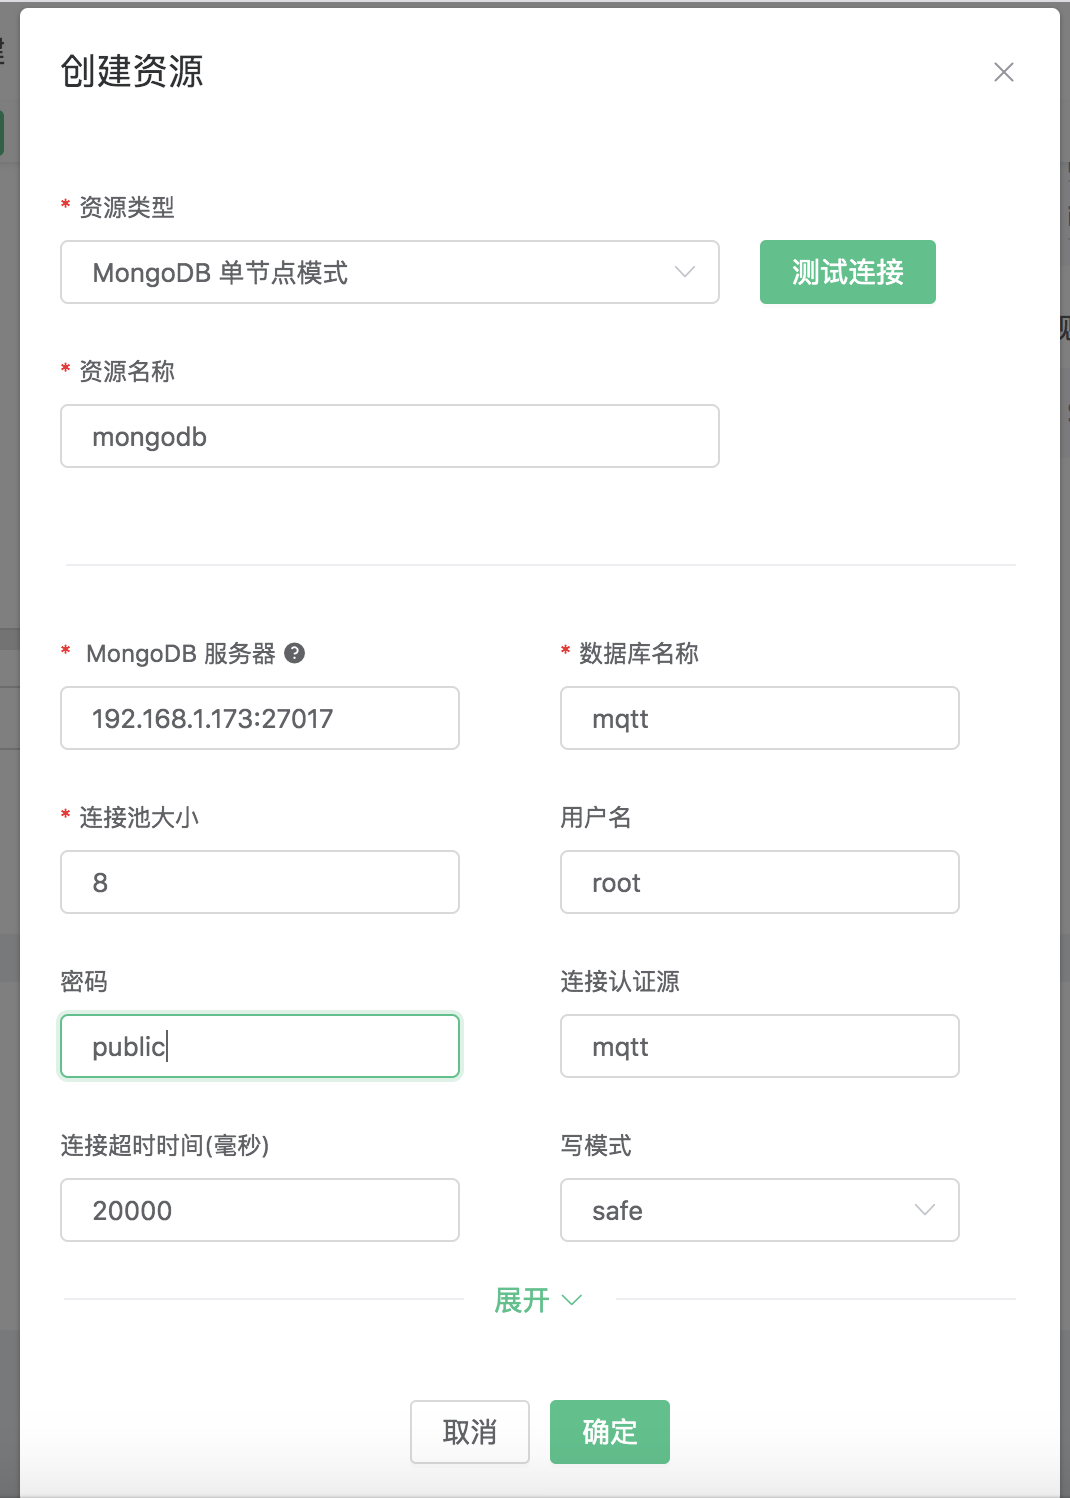 创建资源
* 资源类型
MongoDB 单节点模式
测试连接
* 资源名称
mongodb
* MongoDB 服务器
* 数据库名称
192.168.1.173:27017
mqtt
* 连接池大小
用户名
8
root
密码
连接认证源
public
mqtt
连接超时时间(毫秒)
写模式
20000
safe
展开
取消
确定